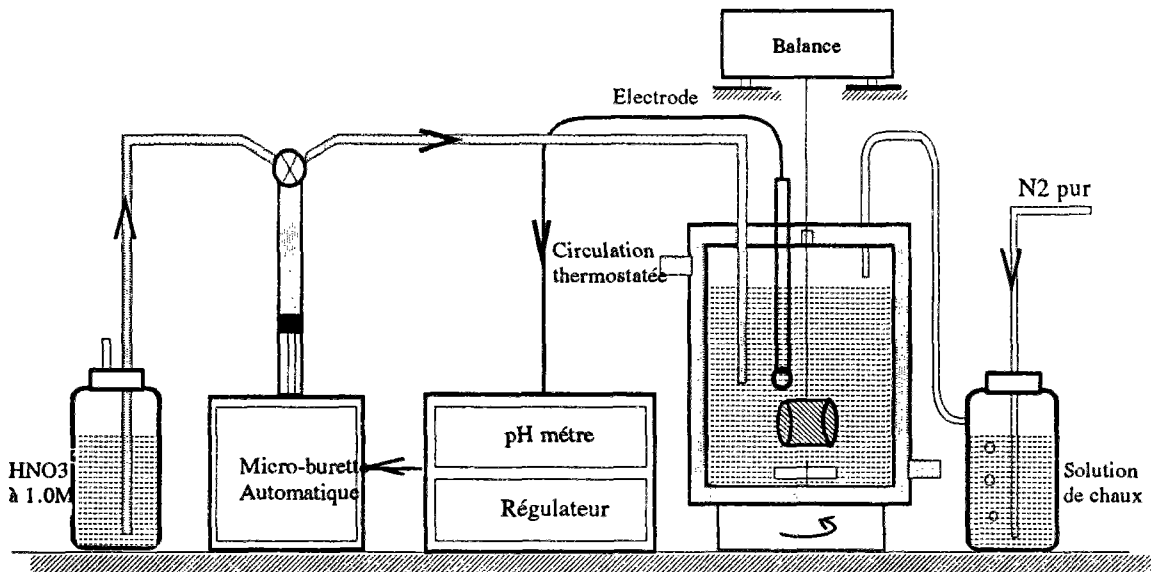 Balance
Electrode
N2 pur
Circulation
thermostatée
pH métre
Régulateur
Micro-burett
Automatique
HNO3
à 1.0M
Solution
de chaux